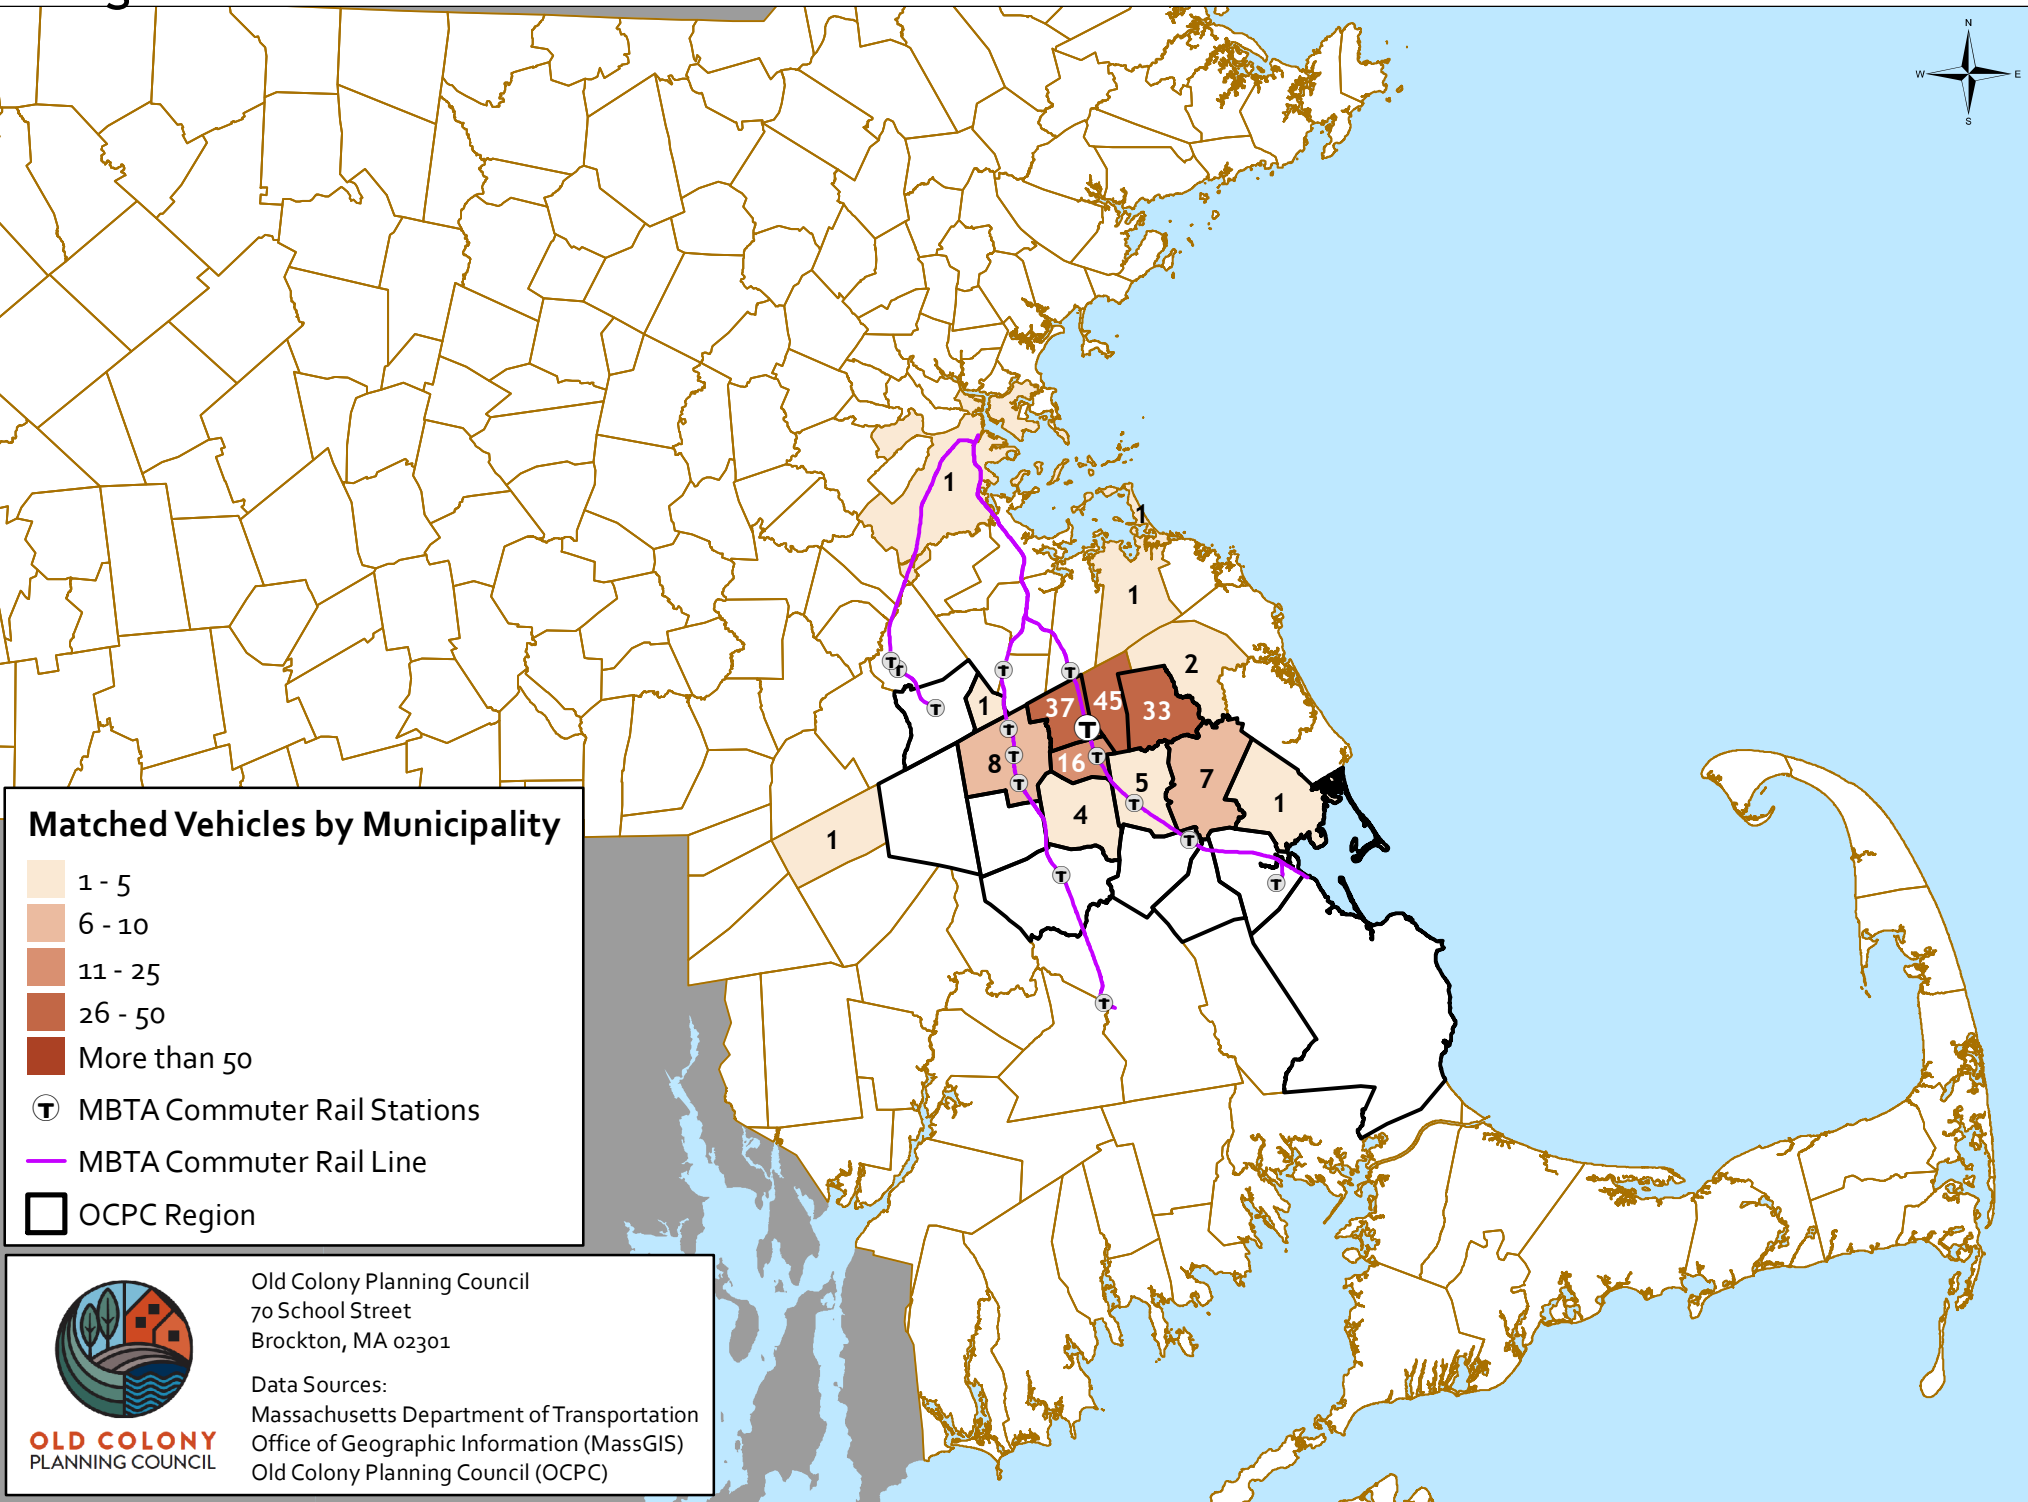 g
N
W
E
S
1
1
1
2
1
37
45
33
8
16
5
7
1
4
1
Matched Vehicles by Municipality
1 - 5
6 - 10
11 - 25
26 - 50
More than 50
T MBTA Commuter Rail Stations
MBTA Commuter Rail Line
OCPC Region
Old Colony Planning Council
70 School Street
Brockton, MA 02301
Data Sources:
Massachusetts Department of Transportation
Office of Geographic Information (MassGIS)
Old Colony Planning Council (OCPC)
OLD COLONY
PLANNING COUNCIL